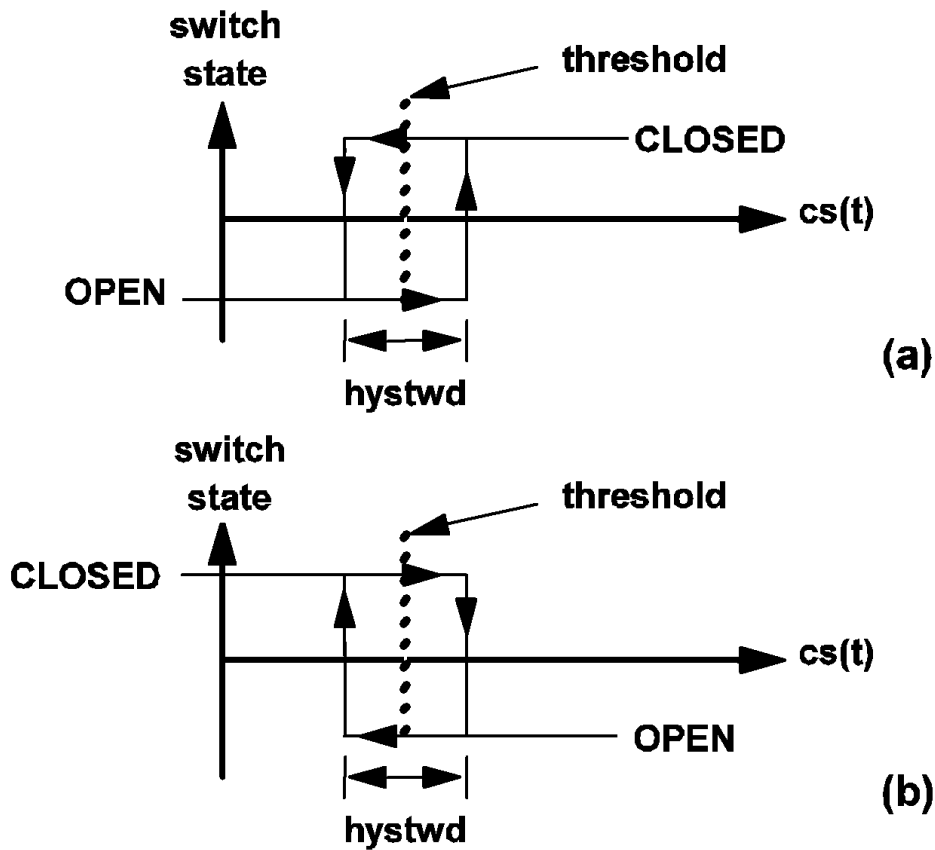 switch
state
threshold
CLOSED
cs(t)
OPEN
hystwd
(a)
switch
state
threshold
CLOSED
cs(t)
OPEN
hystwd
(b)